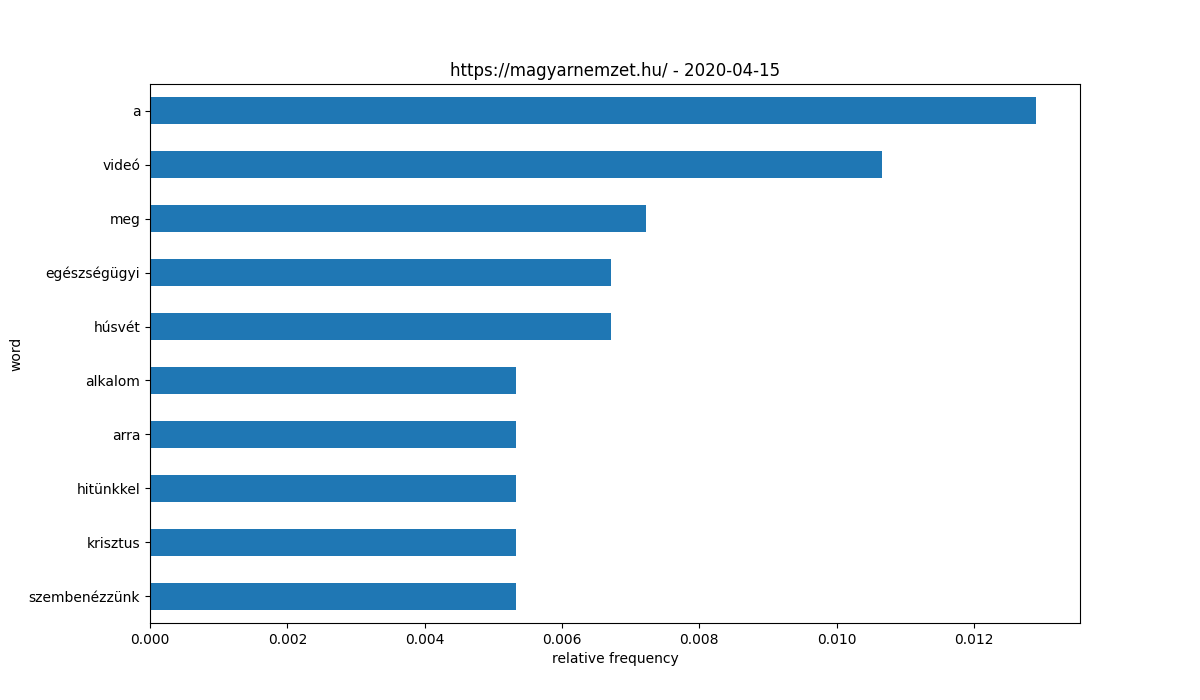 https://magyarnemzet.hu/ - 2020-04-15
a
videó
meg
egészségügyi
húsvét
alkalom
arra
hitünkkel
krisztus
szembenézzünk
word
0.000 0.002 0.004 0.006 0.008 0.010 0.012
relative frequency